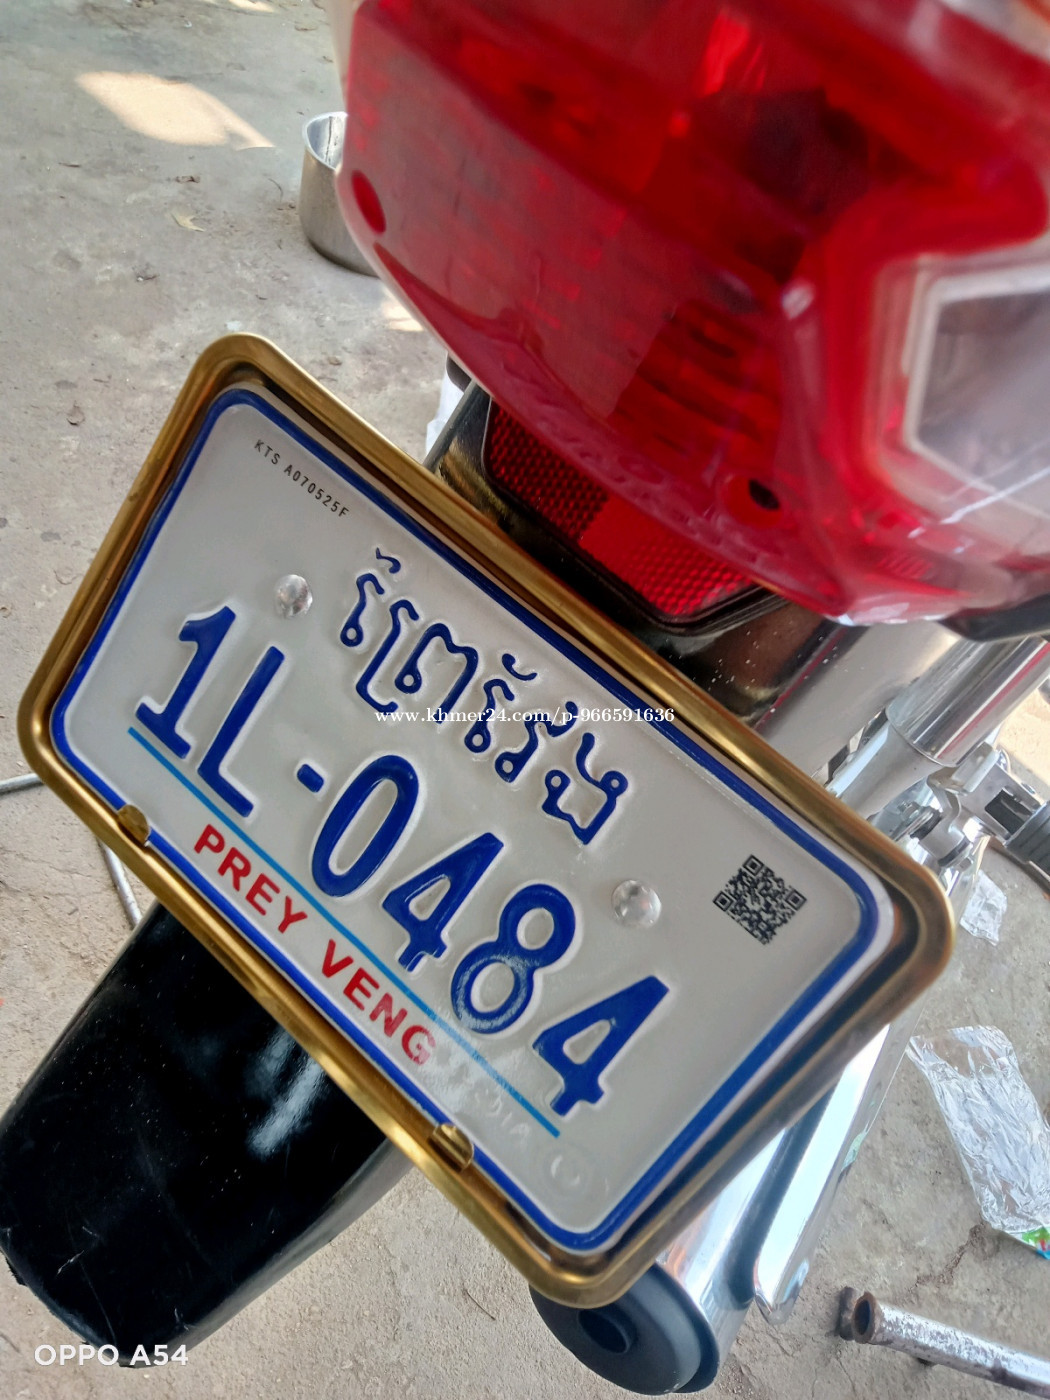 KTS A070525F
ព្រៃវែង
1L-0484
PREY VENG
www.khmer24.com/p-966591636
OPPO A54